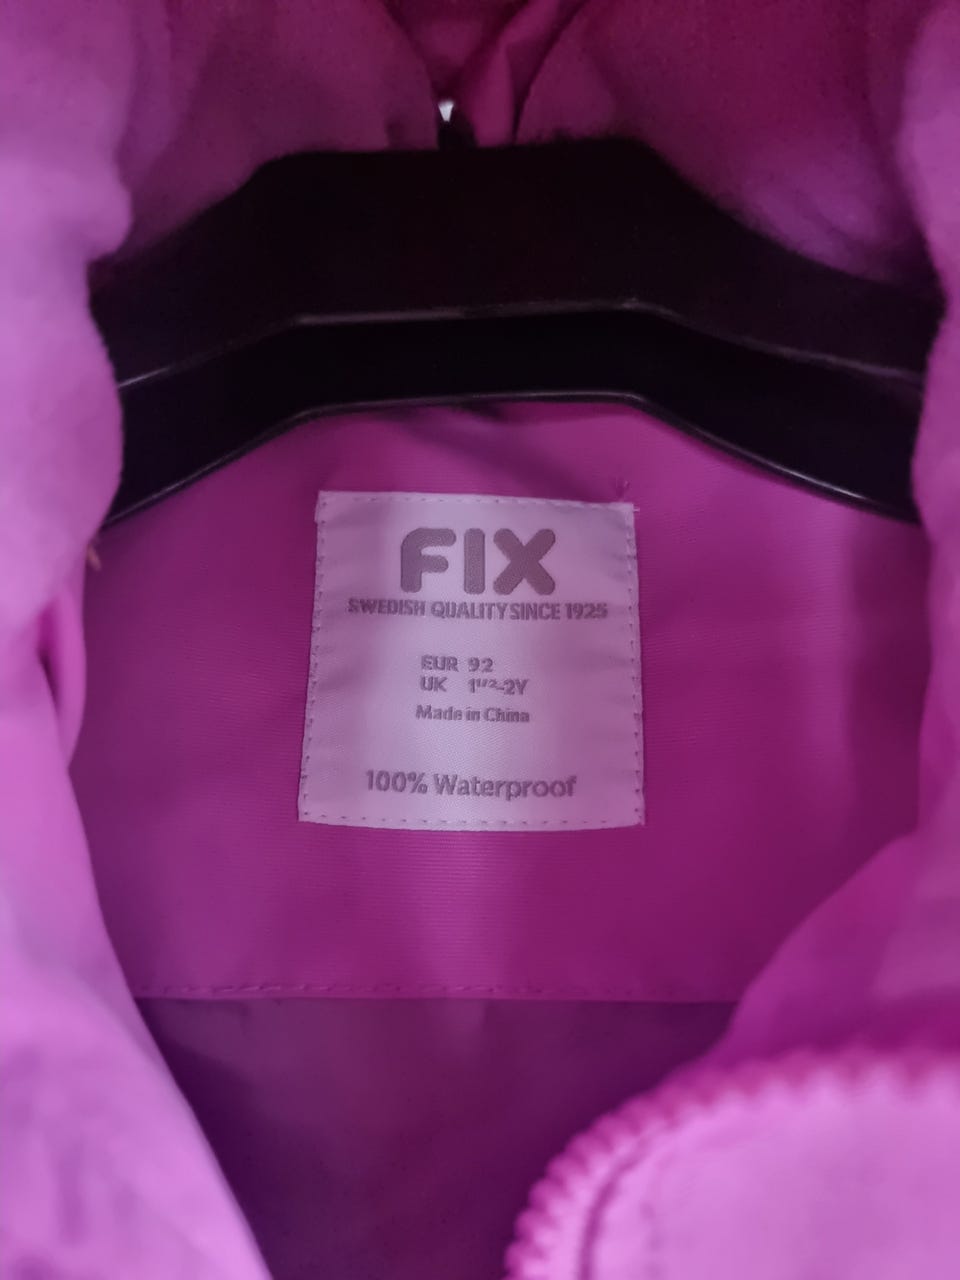 FIX
SWEDISH QUALITY SINCE 1925
EUR 92
UK 1¹/²-2Y
Made in China
100% Waterproof